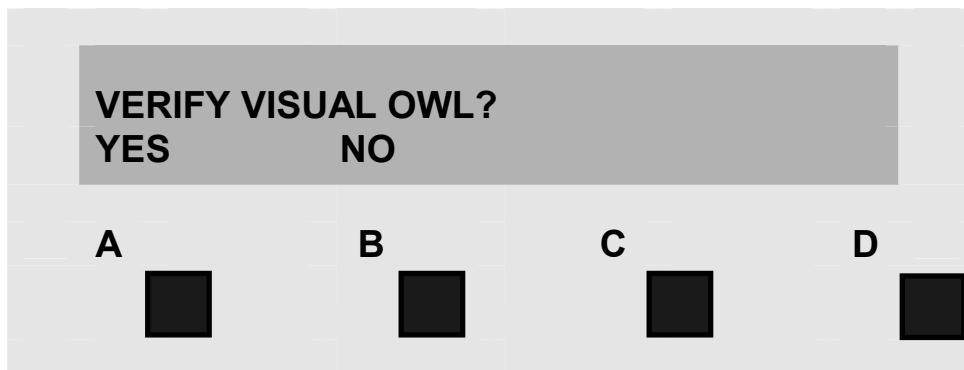 VERIFY VISUAL OWL?
YES NO
A B C D